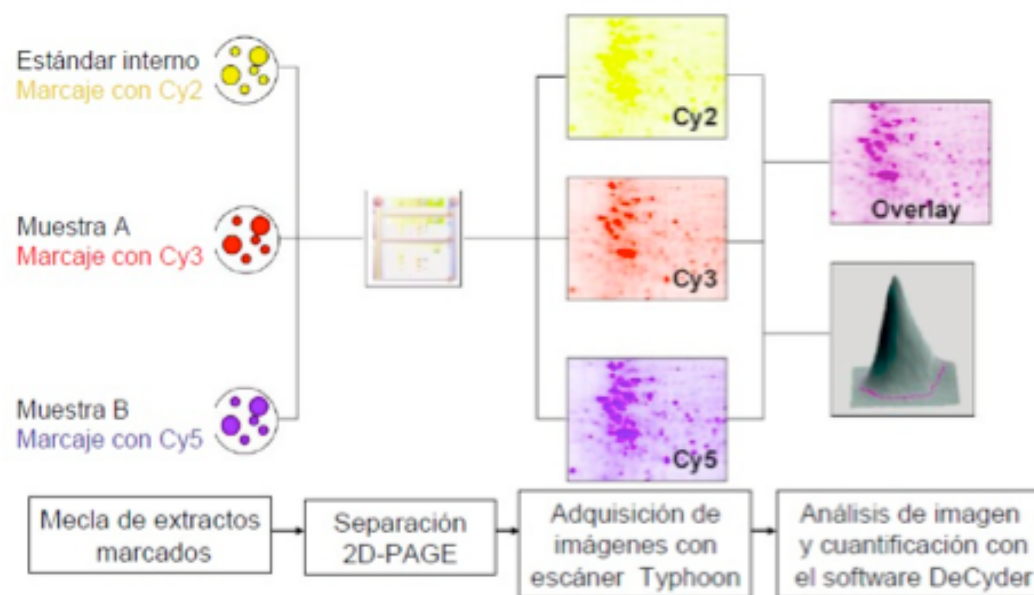 Estándar interno
Marcaje con Cy2
Muestra A
Marcaje con Cy3
Muestra B
Marcaje con Cy5
Cy2
Cy3
Cy5
Overlay
Mecla de extractos
marcados
Separación
2D-PAGE
Adquisición de
imágenes con
escáner Typhoon
Análisis de imagen
y cuantificación con
el software DeCyder